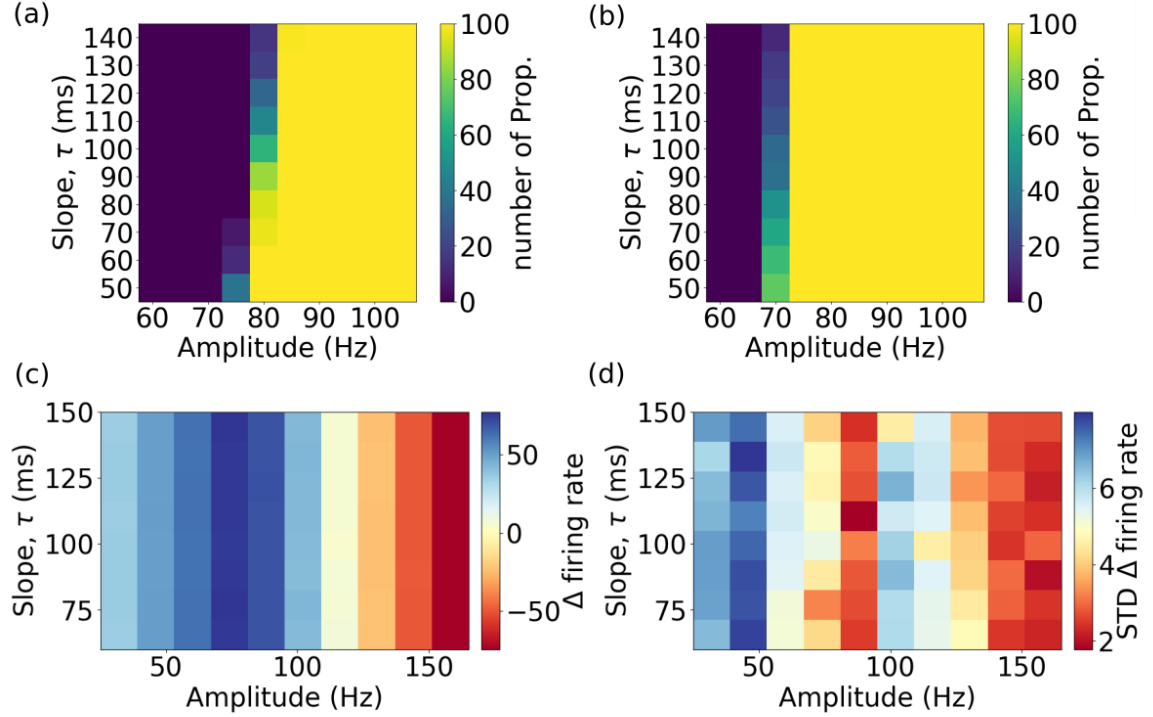 (a)
Slope, τ (ms)
140
130
120
110
100
90
80
70
60
50
60 70 80 90 100
Amplitude (Hz)
100
80
60
40
20
0
number of Prop.
(b)
Slope, τ (ms)
140
130
120
110
100
90
80
70
60
50
60 70 80 90 100
Amplitude (Hz)
100
80
60
40
20
0
number of Prop.
(c)
Slope, τ (ms)
150
125
100
75
50 100 150
Amplitude (Hz)
50
0
−50
Δ firing rate
(d)
Slope, τ (ms)
150
125
100
75
50 100 150
Amplitude (Hz)
6
4
2
STD Δ firing rate